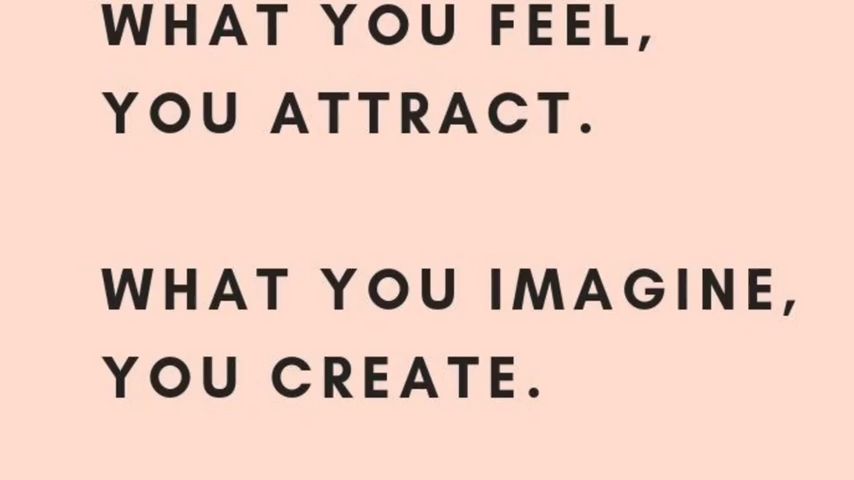 WHAT YOU FEEL,
YOU ATTRACT.
WHAT YOU IMAGINE,
YOU CREATE.